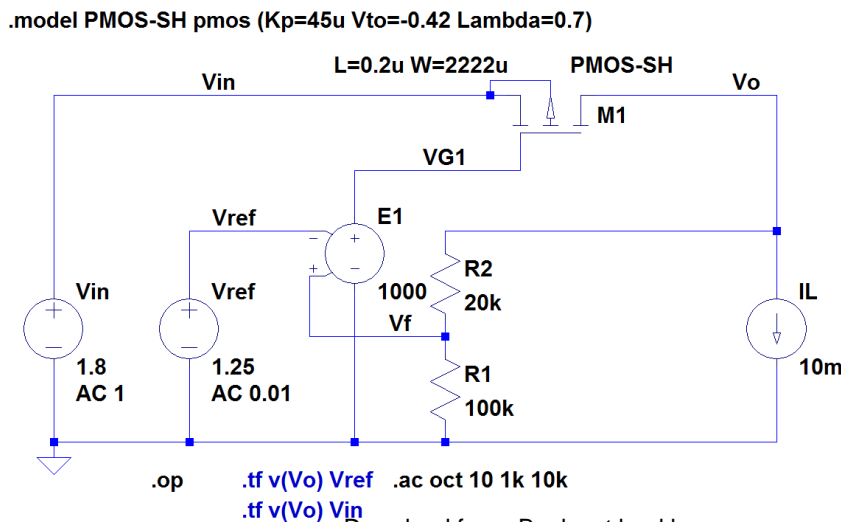 .model PMOS-SH pmos (Kp=45u Vto=-0.42 Lambda=0.7)
L=0.2u W=2222u PMOS-SH
Vin Vo
M1
VG1
Vref E1
- +
+ -
R2
Vin Vref 1000 20k IL
Vf
+ +
- -
1.8 1.25 R1 10m
AC 1 AC 0.01 100k
.op .tf v(Vo) Vref .ac oct 10 1k 10k
.tf v(Vo) Vin